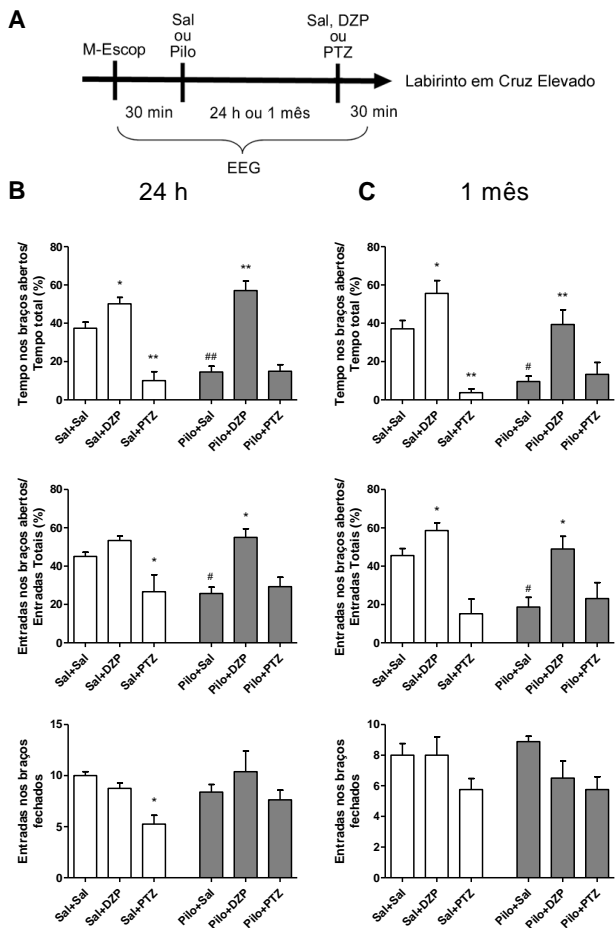 A
M-Escop
Sal
ou
Pilo
Sal, DZP
ou
PTZ
Labirinto em Cruz Elevado
30 min
24 h ou 1 mês
30 min
EEG
B
24 h
Tempo nos braços abertos/
Tempo total (%)
80
60
40
20
0
*
**
##
**
Sal+Sal
Sal+DZP
Sal+PTZ
Pilo+Sal
Pilo+DZP
Pilo+PTZ
Entradas nos braços abertos/
Entradas Totais (%)
80
60
40
20
0
*
#
*
Sal+Sal
Sal+DZP
Sal+PTZ
Pilo+Sal
Pilo+DZP
Pilo+PTZ
Entradas nos braços
fechados
15
10
5
0
*
Sal+Sal
Sal+DZP
Sal+PTZ
Pilo+Sal
Pilo+DZP
Pilo+PTZ
C
1 mês
Tempo nos braços abertos/
Tempo total (%)
80
60
40
20
0
*
**
#
**
Sal+Sal
Sal+DZP
Sal+PTZ
Pilo+Sal
Pilo+DZP
Pilo+PTZ
Entradas nos braços abertos/
Entradas Totais (%)
80
60
40
20
0
*
#
*
Sal+Sal
Sal+DZP
Sal+PTZ
Pilo+Sal
Pilo+DZP
Pilo+PTZ
Entradas nos braços
fechados
10
8
6
4
2
0
Sal+Sal
Sal+DZP
Sal+PTZ
Pilo+Sal
Pilo+DZP
Pilo+PTZ